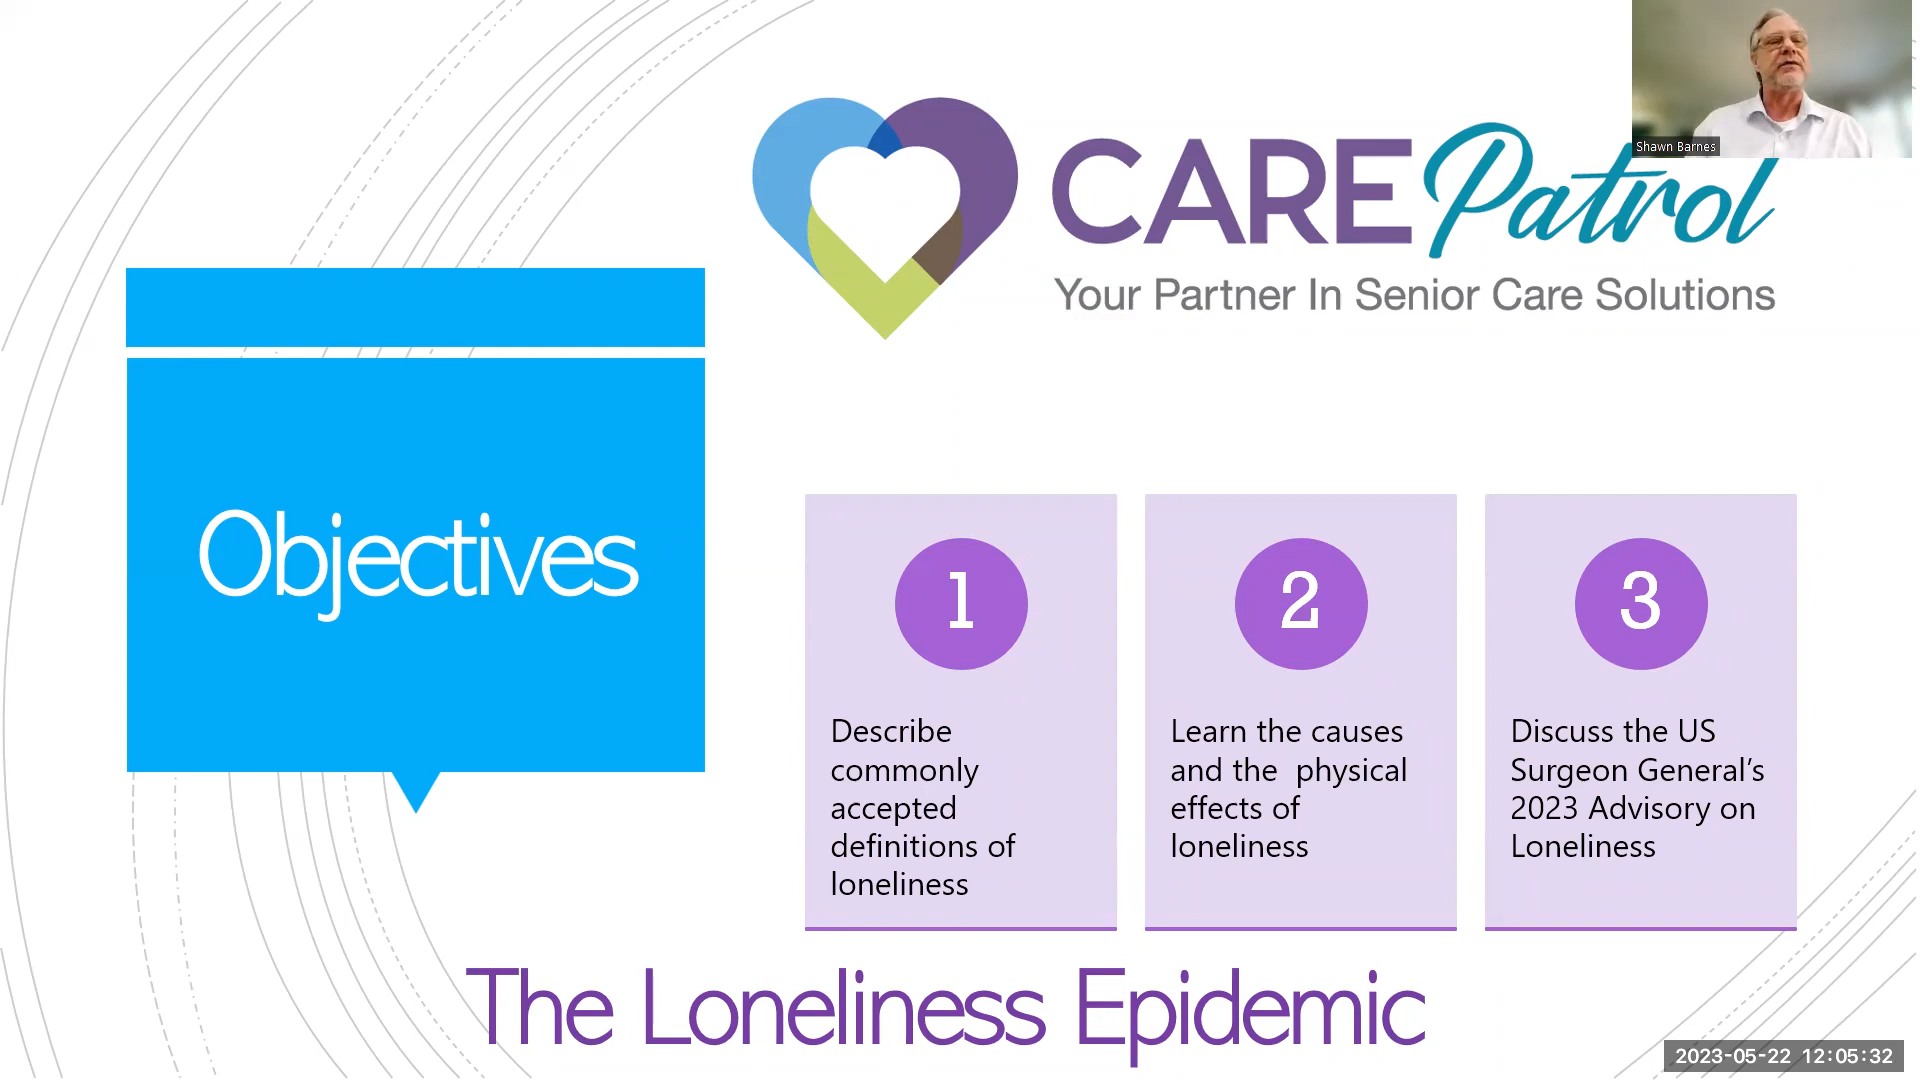 CARE Patrol
Your Partner In Senior Care Solutions
Shawn Barnes
Objectives
1
Describe
commonly
accepted
definitions of
loneliness
2
Learn the causes
and the physical
effects of
loneliness
3
Discuss the US
Surgeon General’s
2023 Advisory on
Loneliness
The Loneliness Epidemic
2023-05-22 12:05:32